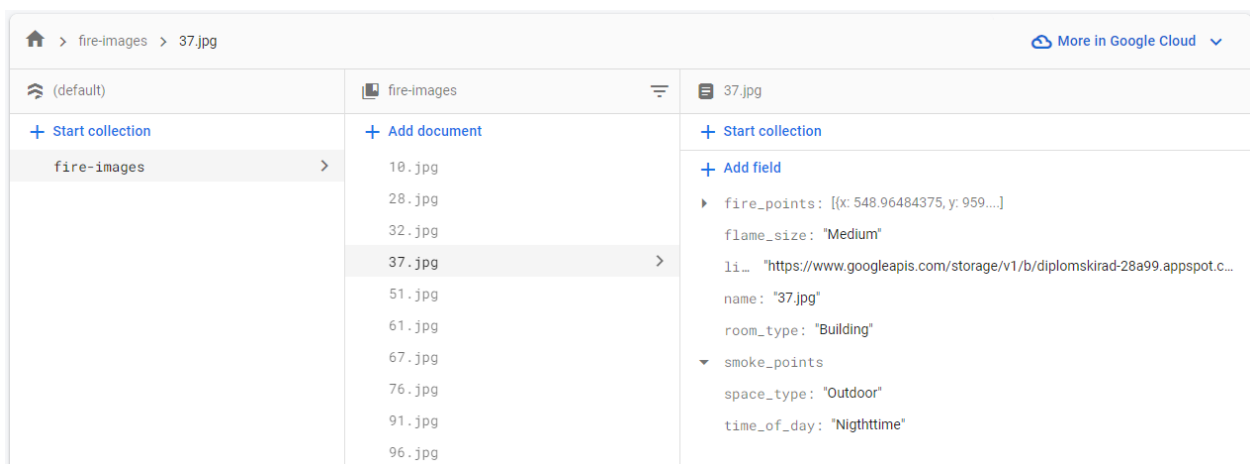 fire-images > 37.jpg
More in Google Cloud
(default)
Start collection
fire-images
fire-images
Add document
10.jpg
28.jpg
32.jpg
37.jpg
51.jpg
61.jpg
67.jpg
76.jpg
91.jpg
96.jpg
37.jpg
Start collection
Add field
fire_points: [{x: 548.96484375, y: 959....]
flame_size: "Medium"
li… "https://www.googleapis.com/storage/v1/b/diplomskirad-28a99.appspot.c...
name: "37.jpg"
room_type: "Building"
smoke_points
space_type: "Outdoor"
time_of_day: "Nigthttime"